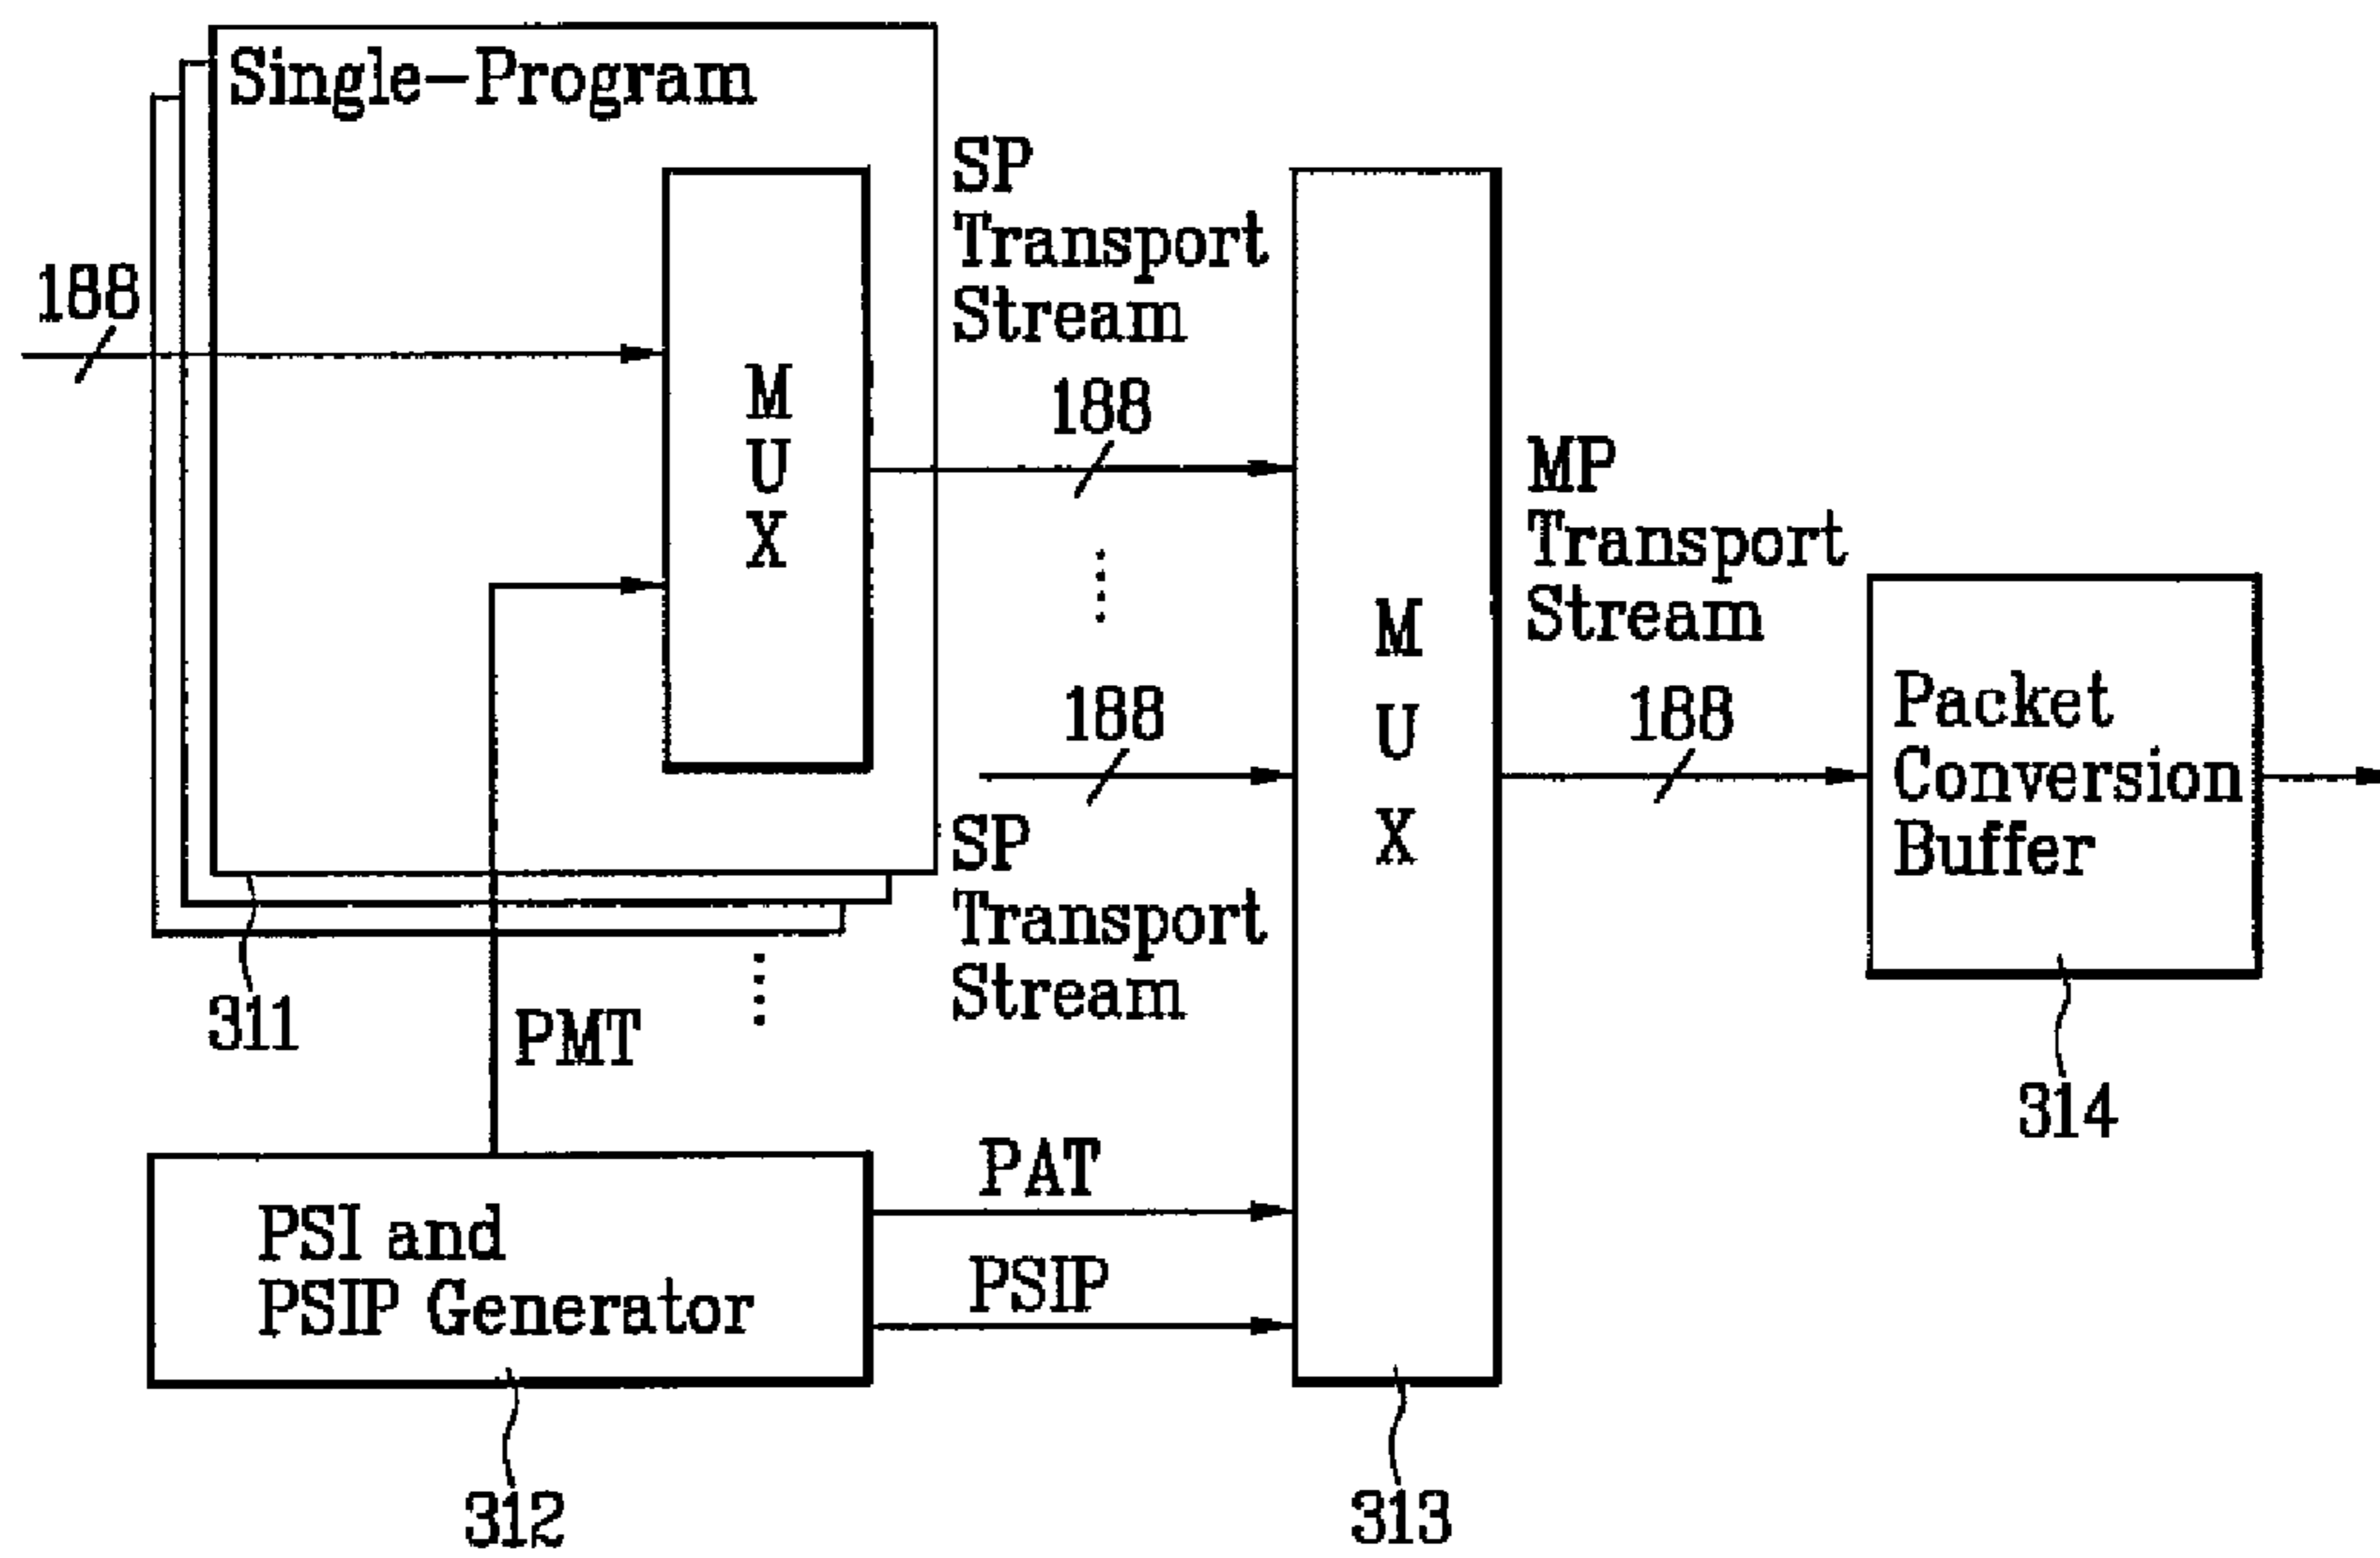 Single-Program
188
M
U
X
SP
Transport
Stream
188
188
SP
Transport
Stream
M
U
X
MP
Transport
Stream
188
Packet
Conversion
Buffer
311
PMT
314
PSI and
PSIP Generator
PAT
PSIP
312
313